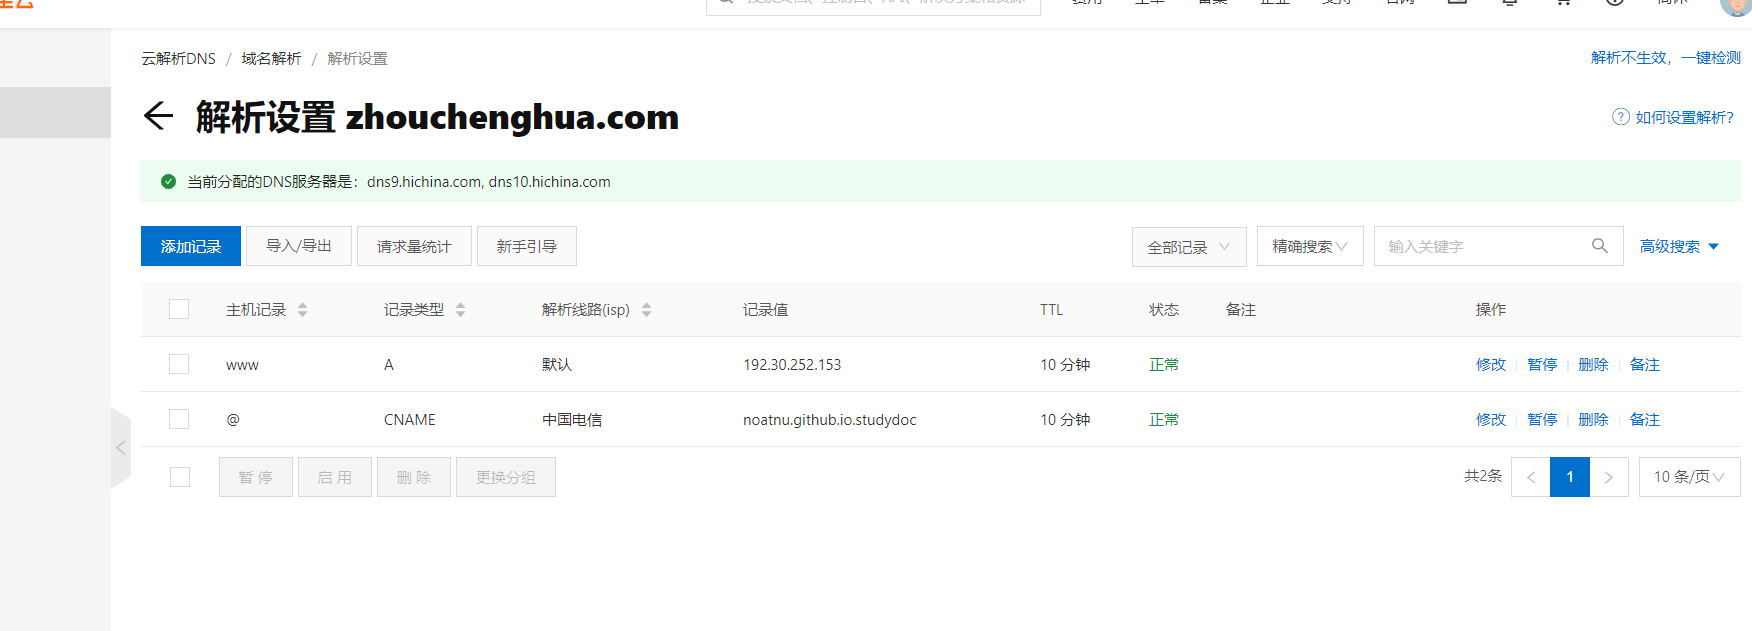 云解析DNS / 域名解析 / 解析设置
解析不生效，一键检测
解析设置 zhouchenghua.com
如何设置解析?
当前分配的DNS服务器是：dns9.hichina.com, dns10.hichina.com
添加记录 导入/导出 请求量统计 新手引导 全部记录 精确搜索 输入关键字 高级搜索
主机记录 记录类型 解析线路(isp) 记录值 TTL 状态 备注 操作
www A 默认 192.30.252.153 10 分钟 正常 修改 暂停 删除 备注
@ CNAME 中国电信 noatnu.github.io.studydoc 10 分钟 正常 修改 暂停 删除 备注
暂 停 启 用 删 除 更换分组 共2条 1 10 条/页